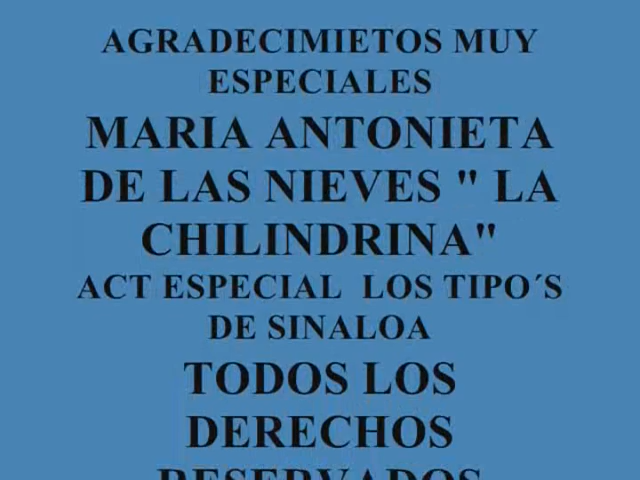 AGRADECIMIETOS MUY
ESPECIALES
MARIA ANTONIETA
DE LAS NIEVES " LA
CHILINDRINA"
ACT ESPECIAL  LOS TIPO´S
DE SINALOA
TODOS LOS
DERECHOS
RESERVADOS